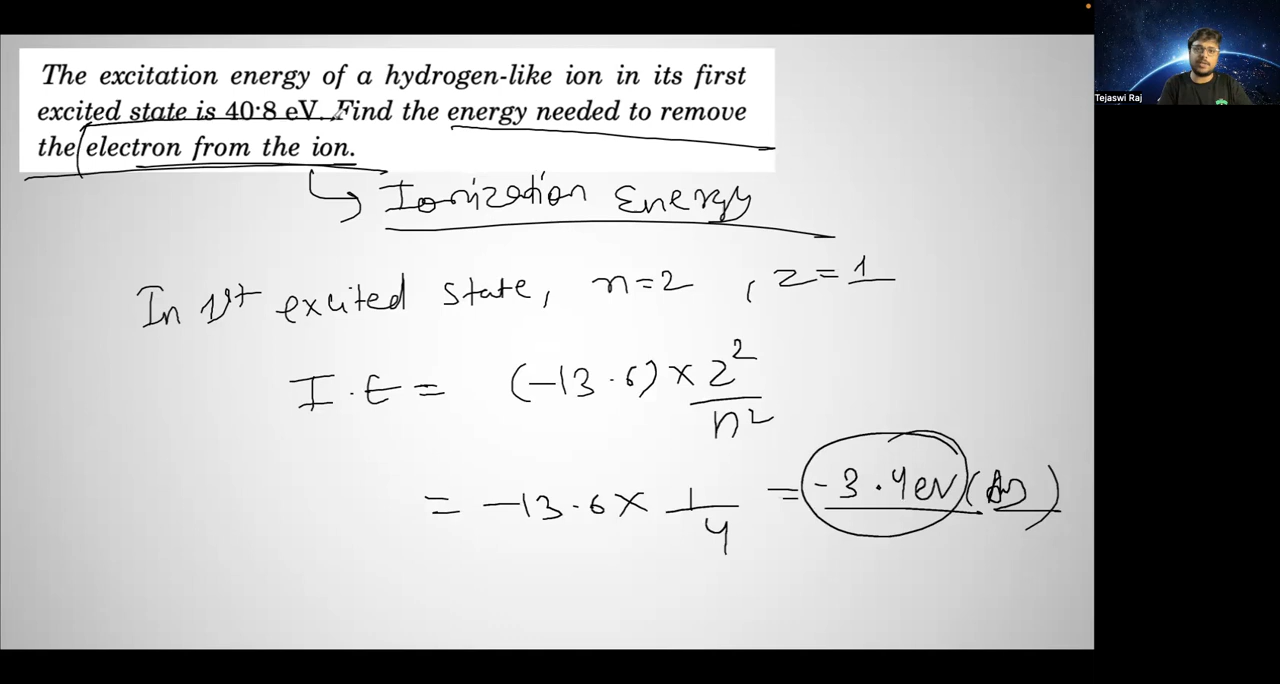 The excitation energy of a hydrogen-like ion in its first
excited state is 40·8 eV. Find the energy needed to remove
the electron from the ion.
Tejaswi Raj
Ionization Energy
In 1st excited state, n=2 , z=1
I.E = (-13.6) × z²/n²
= -13.6 × 1/4 = -3.4ev (Ans)